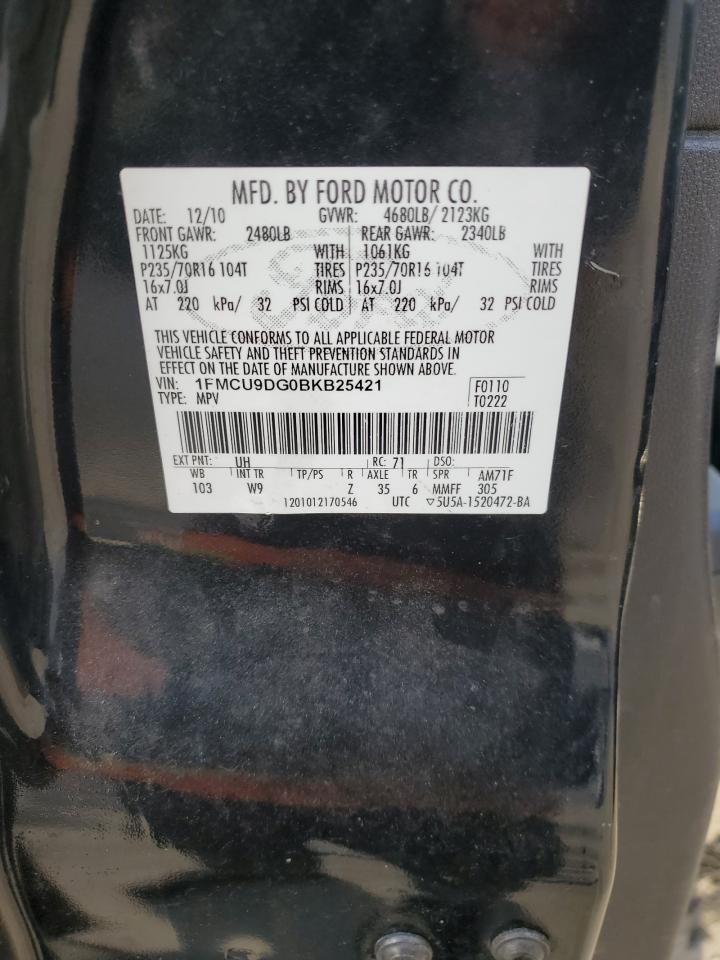 MFD. BY FORD MOTOR CO.
DATE: 12/10 GVWR: 4680LB/ 2123KG
FRONT GAWR: 2480LB REAR GAWR: 2340LB
1125KG WITH 1061KG WITH
P235/70R16 104T TIRES P235/70R16 104T TIRES
16x7.0J RIMS 16x7.0J RIMS
AT 220 kPa/ 32 PSI COLD AT 220 kPa/ 32 PSI COLD
THIS VEHICLE CONFORMS TO ALL APPLICABLE FEDERAL MOTOR
VEHICLE SAFETY AND THEFT PREVENTION STANDARDS IN
EFFECT ON THE DATE OF MANUFACTURE SHOWN ABOVE.
VIN: 1FMCU9DG0BKB25421 F0110
TYPE: MPV T0222
EXT PNT: UH RC: 71 DSO:
WB INT TR TP/PS R AXLE TR SPR AM71F
103 W9 Z 35 6 MMFF 305
1201012170546 UTC ▽5U5A-1520472-BA